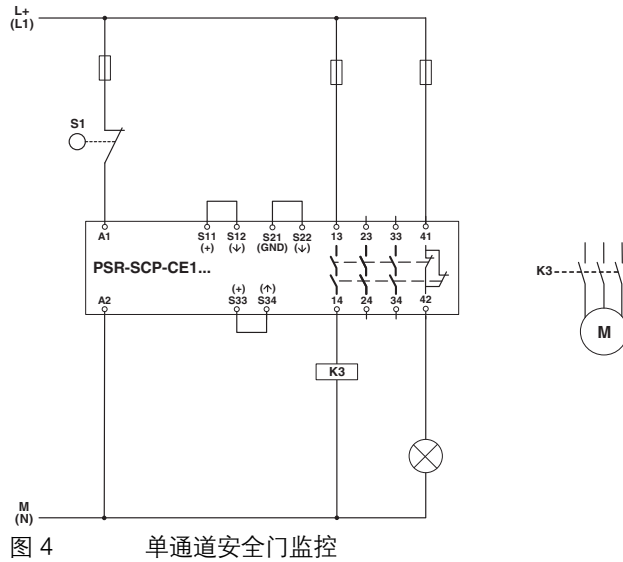 L+
(L1)
S1
A1
S11
(+)
S12
(↓)
S21
(GND)
S22
(↓)
13
23
33
41
PSR-SCP-CE1...
A2
(+)
S33
(↑)
S34
14
24
34
42
K3
K3
M
M
(N)
图 4 单通道安全门监控